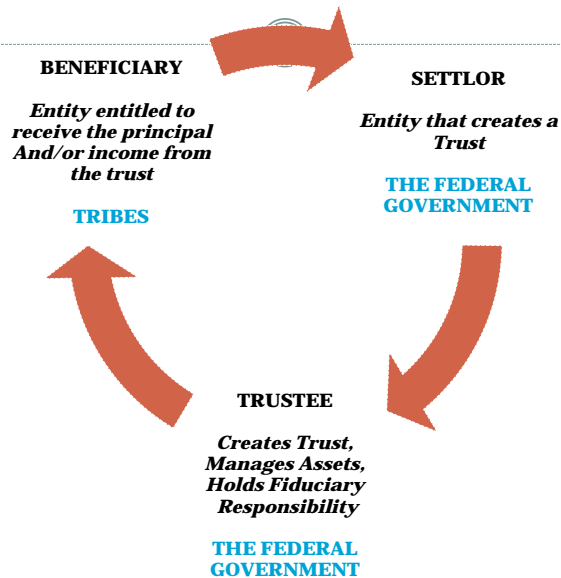 BENEFICIARY
Entity entitled to
receive the principal
And/or income from
the trust
TRIBES
SETTLOR
Entity that creates a
Trust
THE FEDERAL
GOVERNMENT
TRUSTEE
Creates Trust,
Manages Assets,
Holds Fiduciary
Responsibility
THE FEDERAL
GOVERNMENT